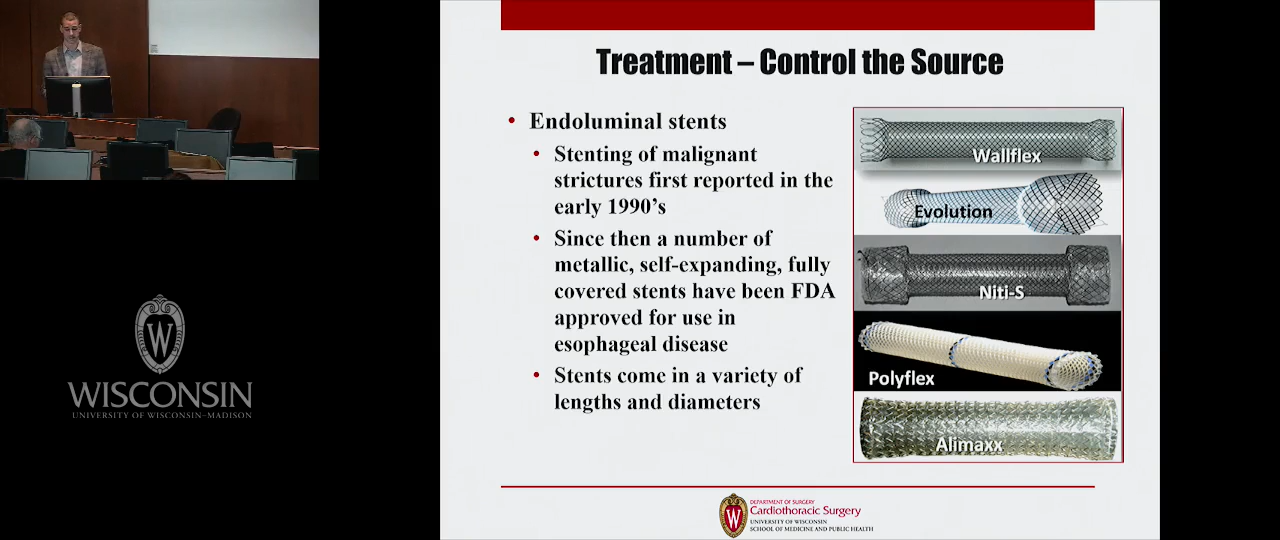 Treatment – Control the Source
• Endoluminal stents
• Stenting of malignant
strictures first reported in the
early 1990’s
• Since then a number of
metallic, self-expanding, fully
covered stents have been FDA
approved for use in
esophageal disease
• Stents come in a variety of
lengths and diameters
Wallflex
Evolution
Niti-S
Polyflex
Alimaxx
W
WISCONSIN
UNIVERSITY OF WISCONSIN–MADISON
W
DEPARTMENT OF SURGERY
Cardiothoracic Surgery
UNIVERSITY OF WISCONSIN
SCHOOL OF MEDICINE AND PUBLIC HEALTH